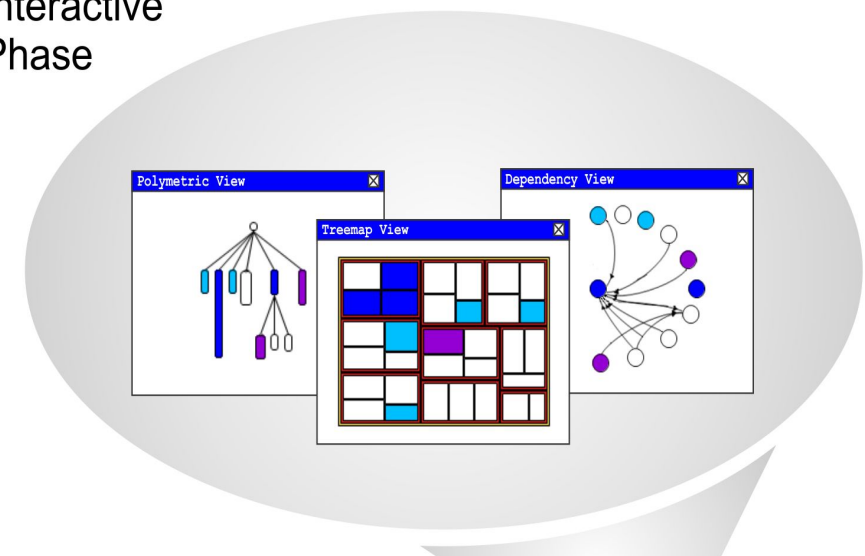 nteractive
Phase
Polymetric View
Treemap View
Dependency View